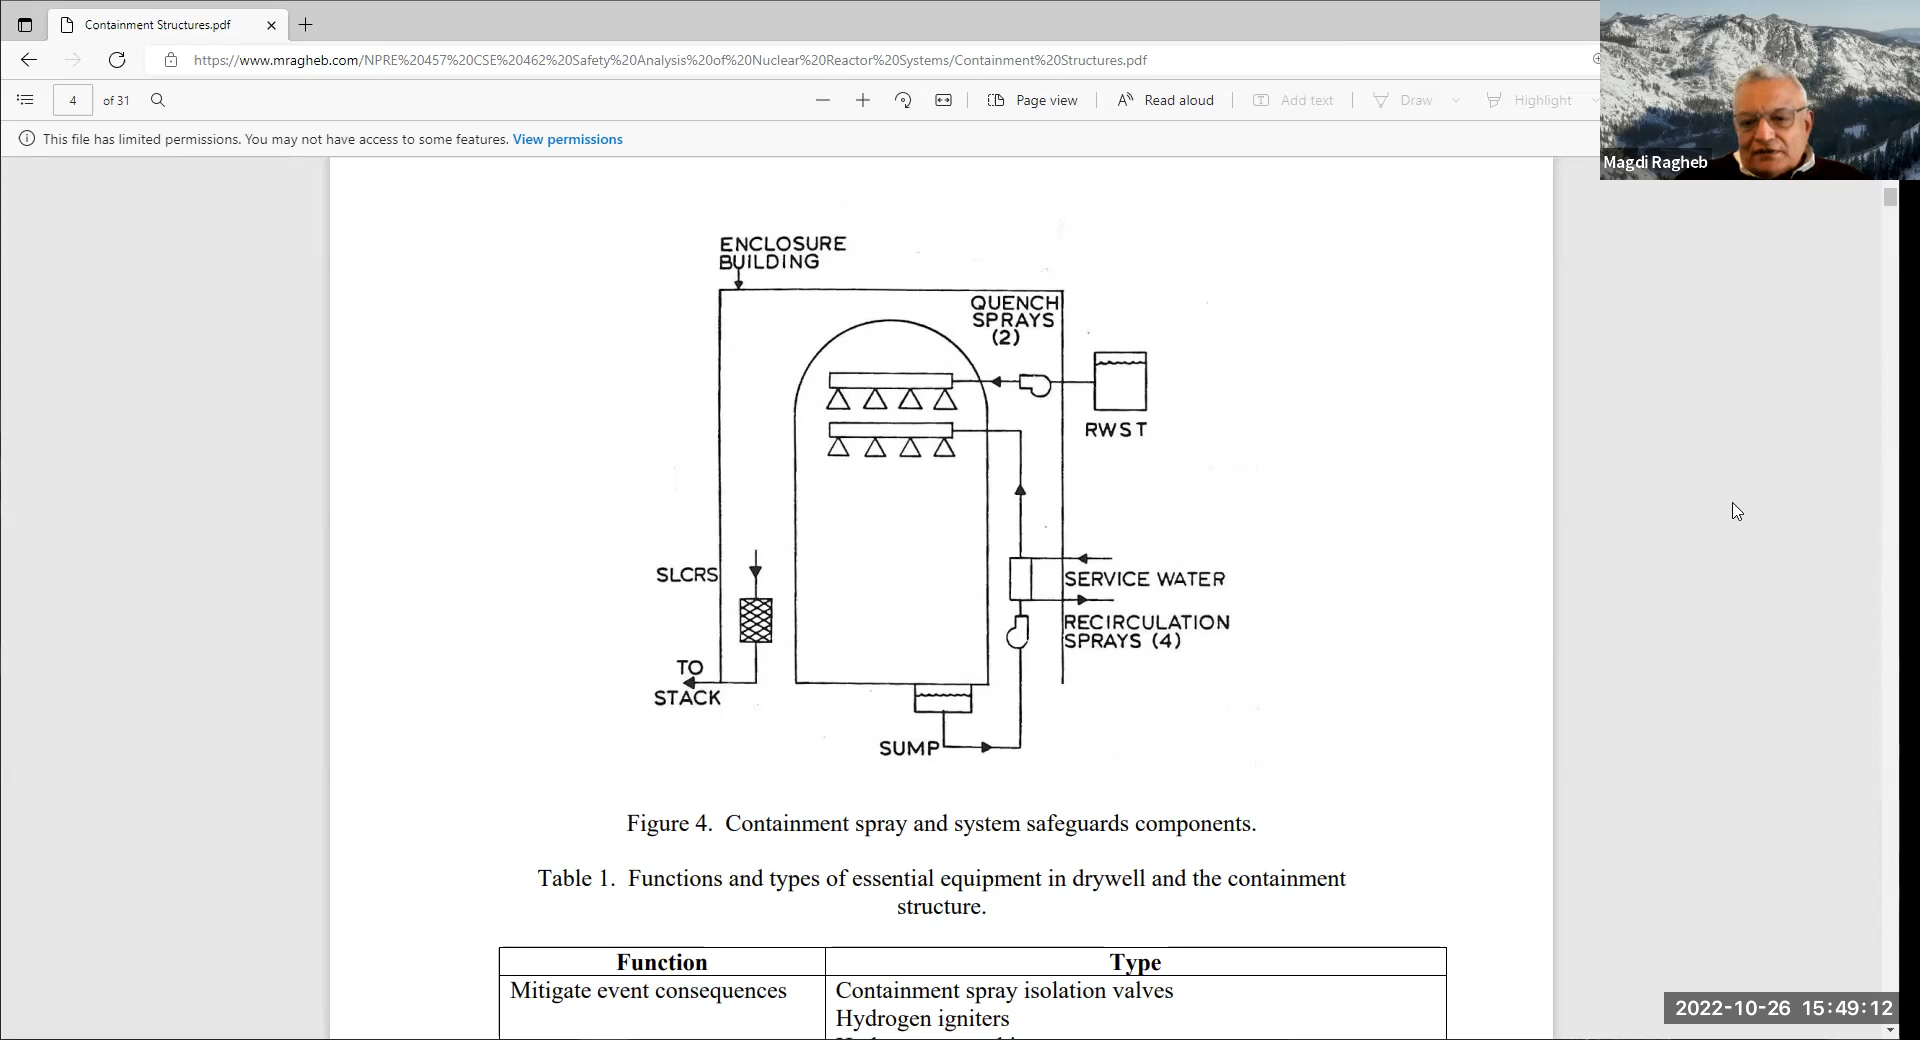 Containment Structures.pdf
https://www.mragheb.com/NPRE%20457%20CSE%20462%20Safety%20Analysis%20of%20Nuclear%20Reactor%20Systems/Containment%20Structures.pdf
4 of 31
Page view
Read aloud
Add text
Draw
Highlight
This file has limited permissions. You may not have access to some features. View permissions
Magdi Ragheb
ENCLOSURE
BUILDING
QUENCH
SPRAYS
(2)
RWST
SLCRS
SERVICE WATER
RECIRCULATION
SPRAYS (4)
TO
STACK
SUMP
Figure 4. Containment spray and system safeguards components.
Table 1. Functions and types of essential equipment in drywell and the containment
structure.
Function Type
Mitigate event consequences Containment spray isolation valves
Hydrogen igniters
2022-10-26 15:49:12